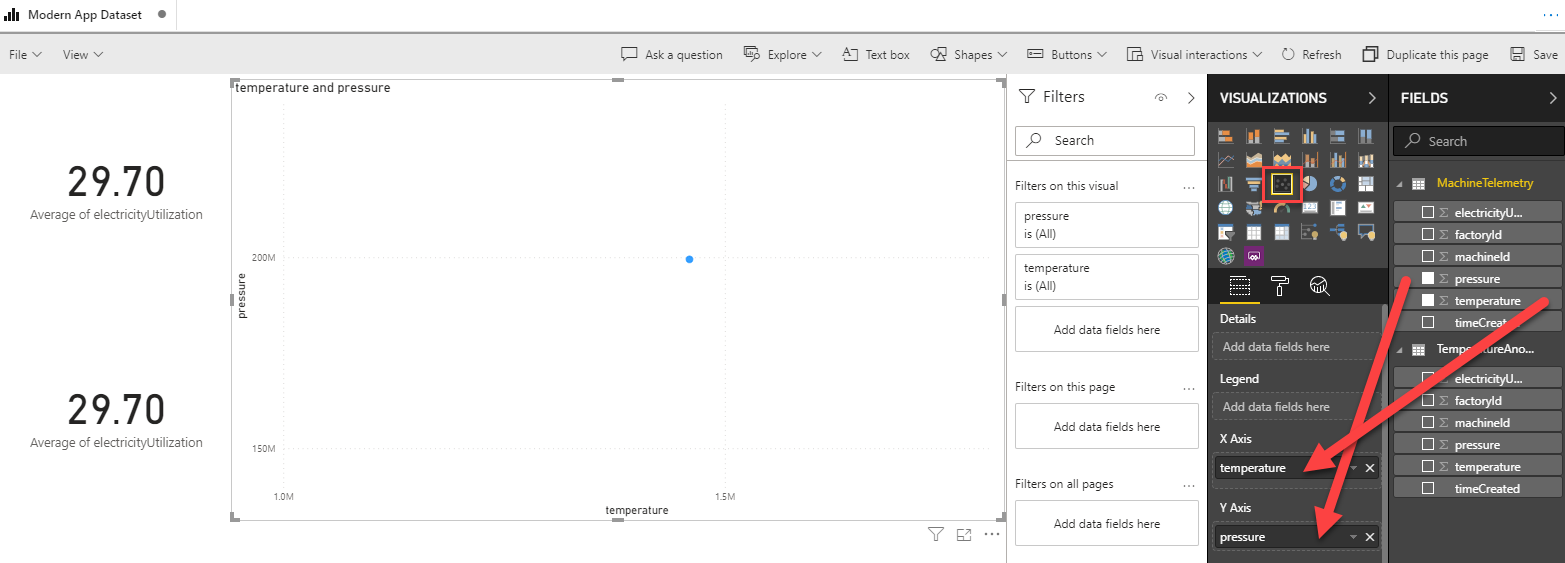 Modern App Dataset
...
File
View
Ask a question
Explore
Text box
Shapes
Buttons
Visual interactions
Refresh
Duplicate this page
Save
29.70
Average of electricityUtilization
29.70
Average of electricityUtilization
temperature and pressure
pressure
200M
150M
1.0M
1.5M
temperature
...
Filters
Search
Filters on this visual
...
pressure
is (All)
temperature
is (All)
Add data fields here
Filters on this page
...
Add data fields here
Filters on all pages
...
Add data fields here
VISUALIZATIONS
123
Details
Add data fields here
Legend
Add data fields here
X Axis
temperature
Y Axis
pressure
FIELDS
Search
MachineTelemetry
electricityU...
factoryId
machineId
pressure
temperature
timeCreat
TemperatureAno...
electricityU...
factoryId
machineId
pressure
temperature
timeCreated